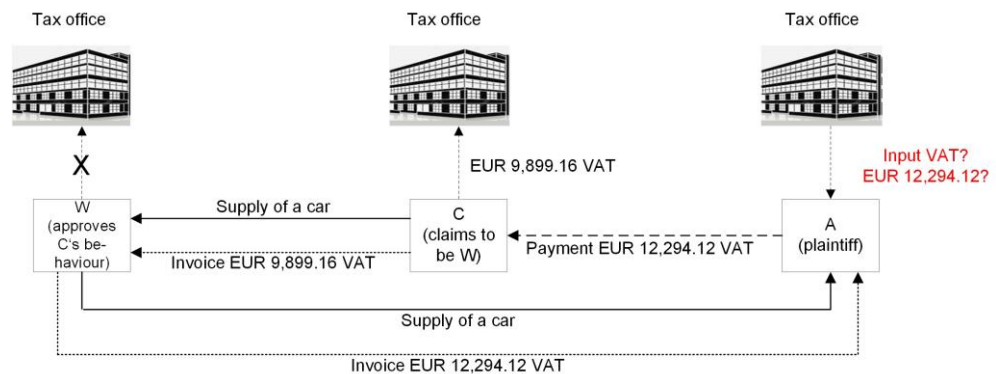 Tax office
Tax office
Tax office
X
EUR 9,899.16 VAT
Input VAT?
EUR 12,294.12?
W
(approves
C's be-
haviour)
Supply of a car
Invoice EUR 9,899.16 VAT
C
(claims to
be W)
Payment EUR 12,294.12 VAT
A
(plaintiff)
Supply of a car
Invoice EUR 12,294.12 VAT